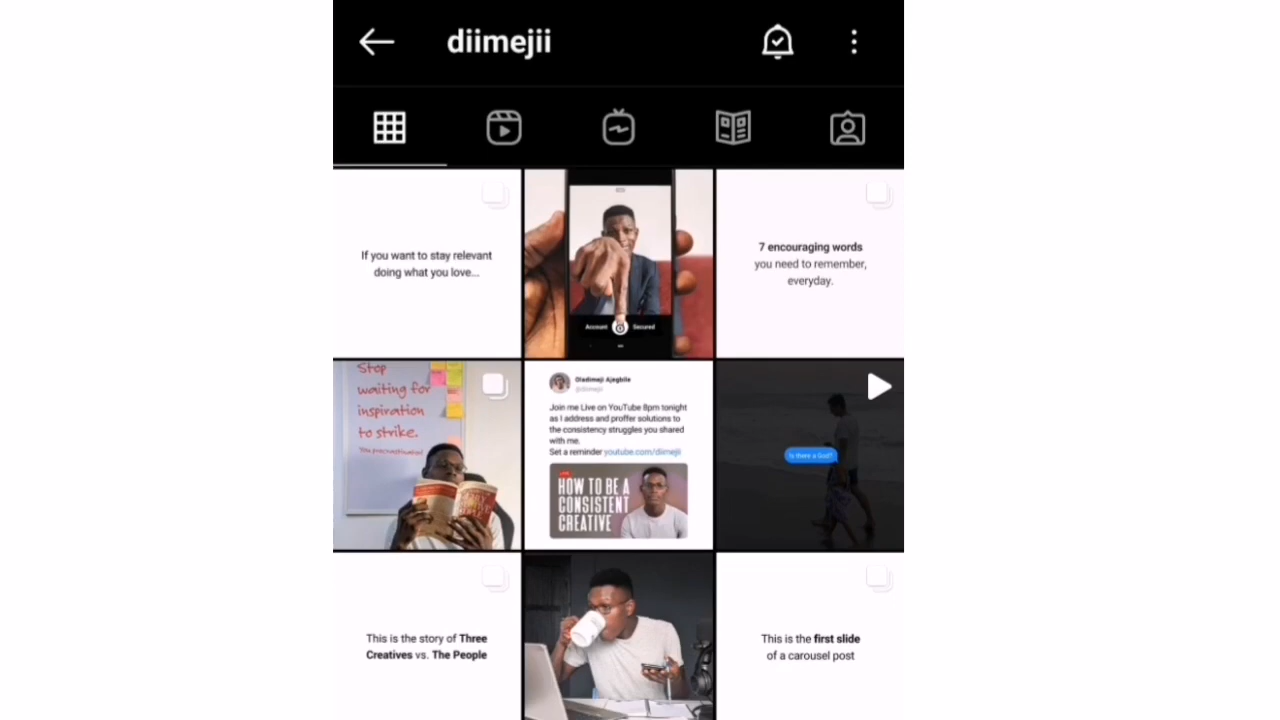 diimejii
If you want to stay relevant
doing what you love...
Account
Secured
7 encouraging words
you need to remember,
everyday.
Stop
waiting for
inspiration
to strike.
Oladimeji Ajegbile
@diimejii
Join me Live on YouTube 8pm tonight
as I address and proffer solutions to
the consistency struggles you shared
with me.
Set a reminder youtube.com/diimejii
HOW TO BE A
CONSISTENT
CREATIVE
Is there a God?
This is the story of Three
Creatives vs. The People
This is the first slide
of a carousel post